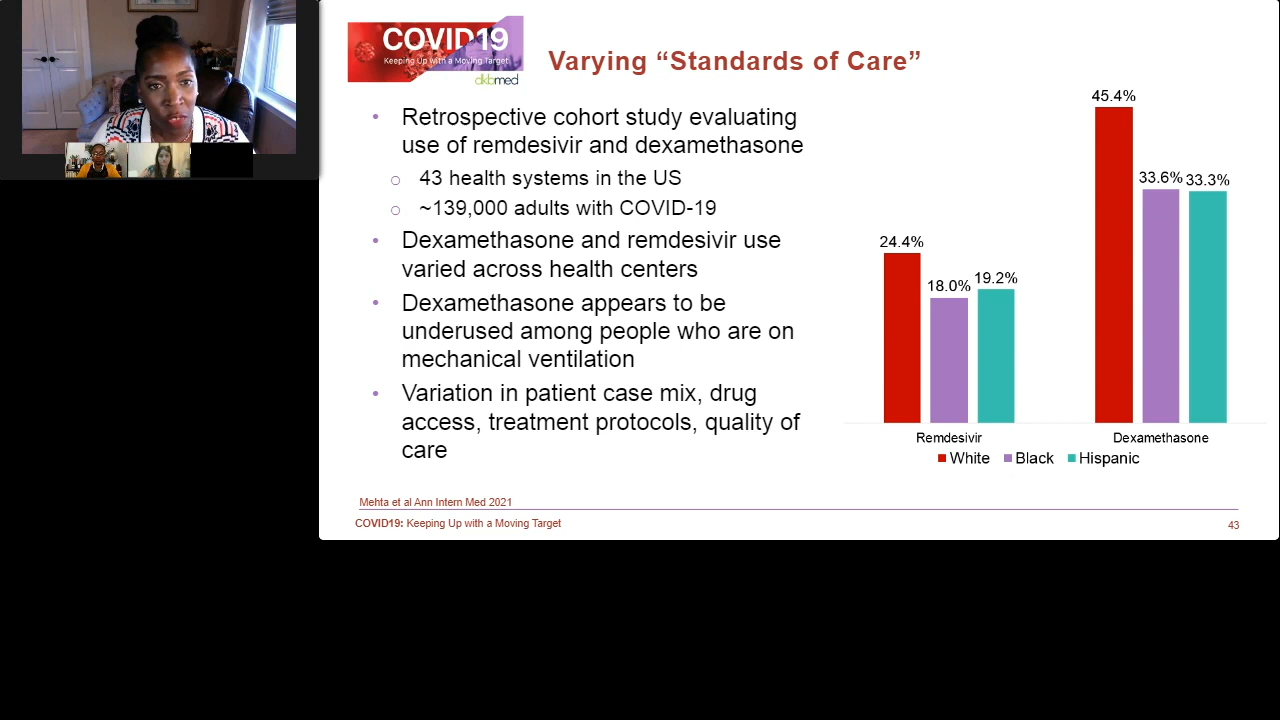 COVID19
Keeping Up with a Moving Target
dkbmed
Varying “Standards of Care”
• Retrospective cohort study evaluating
use of remdesivir and dexamethasone
o 43 health systems in the US
o ~139,000 adults with COVID-19
• Dexamethasone and remdesivir use
varied across health centers
• Dexamethasone appears to be
underused among people who are on
mechanical ventilation
• Variation in patient case mix, drug
access, treatment protocols, quality of
care
45.4%
33.6% 33.3%
24.4%
18.0% 19.2%
Remdesivir Dexamethasone
White Black Hispanic
Mehta et al Ann Intern Med 2021
COVID19: Keeping Up with a Moving Target
43